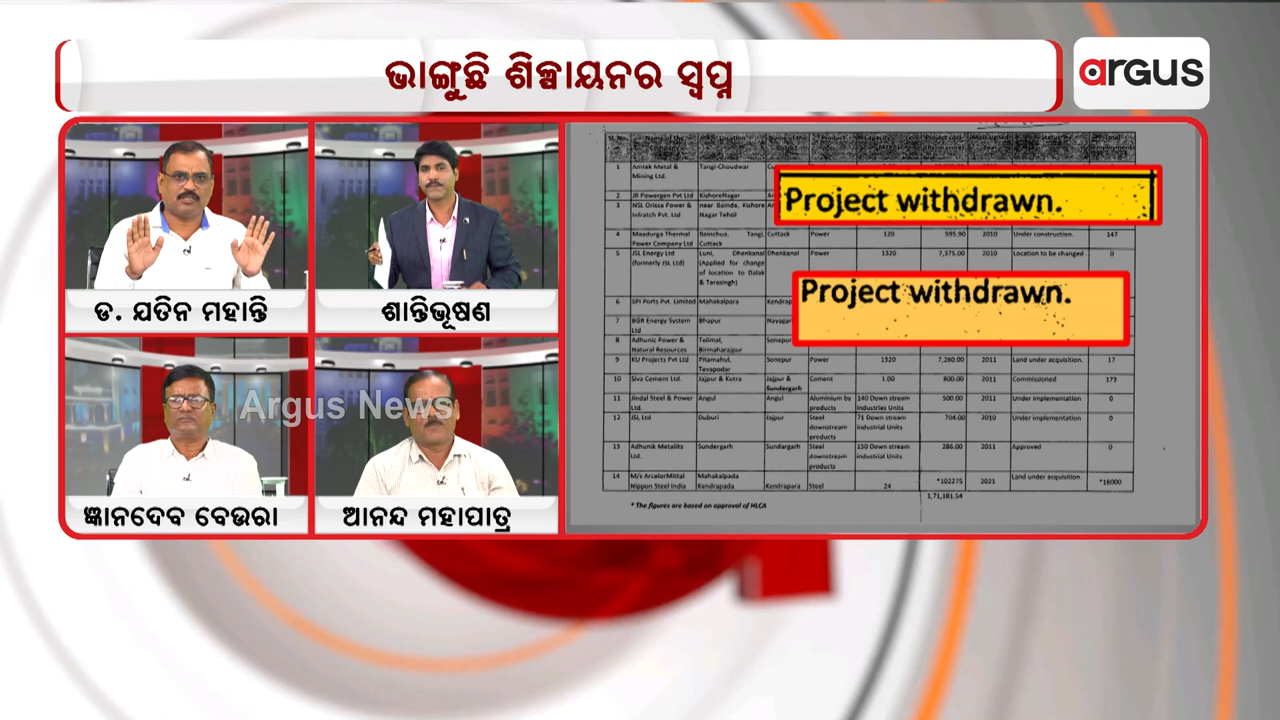 ଭାଙ୍ଗୁଛି ଶିଳ୍ପାୟନର ସ୍ୱପ୍ନ
argus
ଡ. ଯତିନ ମହାନ୍ତି
ଶାନ୍ତିଭୂଷଣ
Argus News
ଜ୍ଞାନଦେବ ବେଉରା
ଆନନ୍ଦ ମହାପାତ୍ର
Project withdrawn.
Project withdrawn.
1 Amtek Metal & Mining Ltd. Tangi-Choudwar
2 JR Powergen Pvt Ltd KishoreNagar
3 NSL Orissa Power & Infratch Pvt. Ltd near Boinda, Kishore Nagar Tehsil
4 Maadurga Thermal Power Company Ltd Bainchua, Tangi, Cuttack Cuttack Power 120 595.90 2010 Under construction. 147
5 JSL Energy Ltd (formerly JSL Ltd) Luni, Dhenkanal (Applied for change of location to Dalak & Tarasingh) Dhenkanal Power 1320 7,375.00 2010 Location to be changed 0
6 SPI Ports Pvt. Limited Mahakalpara
7 BGR Energy System Ltd Bhapur
8 Adhunic Power & Natural Resources Telimal, Birmaharajpur Sonepur
9 KU Projects Pvt Ltd Pitamahul, Tevapodar Sonepur Power 1320 7,260.00 2011 Land under acquisition. 17
10 Siva Cement Ltd. Jajpur & Kutra Jajpur & Sundergarh Cement 1.00 800.00 2011 Commissioned 173
11 Jindal Steel & Power Ltd. Angul Angul Aluminium by products 140 Down stream Industries Units 500.00 2011 Under implementation 0
12 JSL Ltd Duburi Jajpur Steel downstream products 71 Down stream industrial Units 704.00 2010 Under implementation 0
13 Adhunik Metaliks Ltd. Sundergarh Sundargarh Steel downstream products 150 Down stream industrial Units 286.00 2011 Approved 0
14 M/s ArcelorMittal Nippon Steel India Mahakalpada Kendrapada Kendrapara Steel 24 *102275 2021 Land under acquisition. *16000
1,71,181.54
* The figures are based on approval of HLCA